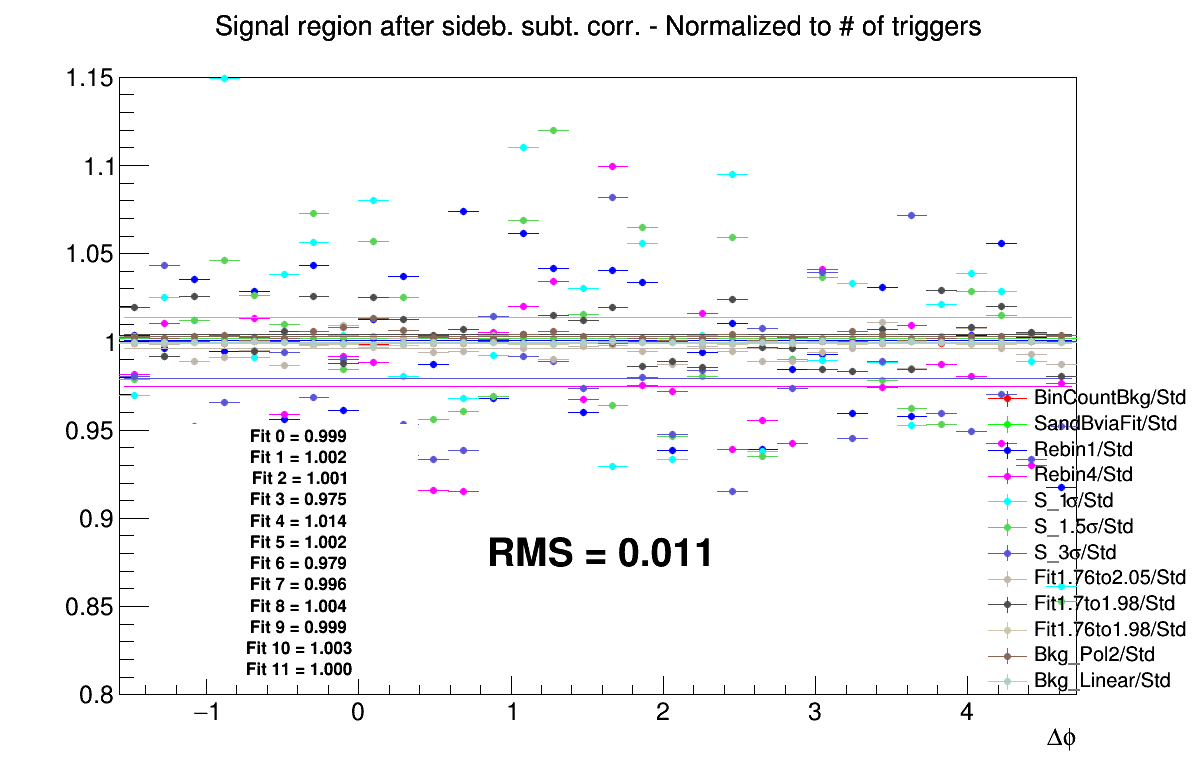 Signal region after sideb. subt. corr. - Normalized to # of triggers
1.15
1.1
1.05
1
0.95
0.9
0.85
0.8
Fit 0 = 0.999
Fit 1 = 1.002
Fit 2 = 1.001
Fit 3 = 0.975
Fit 4 = 1.014
Fit 5 = 1.002
Fit 6 = 0.979
Fit 7 = 0.996
Fit 8 = 1.004
Fit 9 = 0.999
Fit 10 = 1.003
Fit 11 = 1.000
RMS = 0.011
BinCountBkg/Std
SandBviaFit/Std
Rebin1/Std
Rebin4/Std
S_1σ/Std
S_1.5σ/Std
S_3σ/Std
Fit1.76to2.05/Std
Fit1.7to1.98/Std
Fit1.76to1.98/Std
Bkg_Pol2/Std
Bkg_Linear/Std
−1 0 1 2 3 4
Δϕ